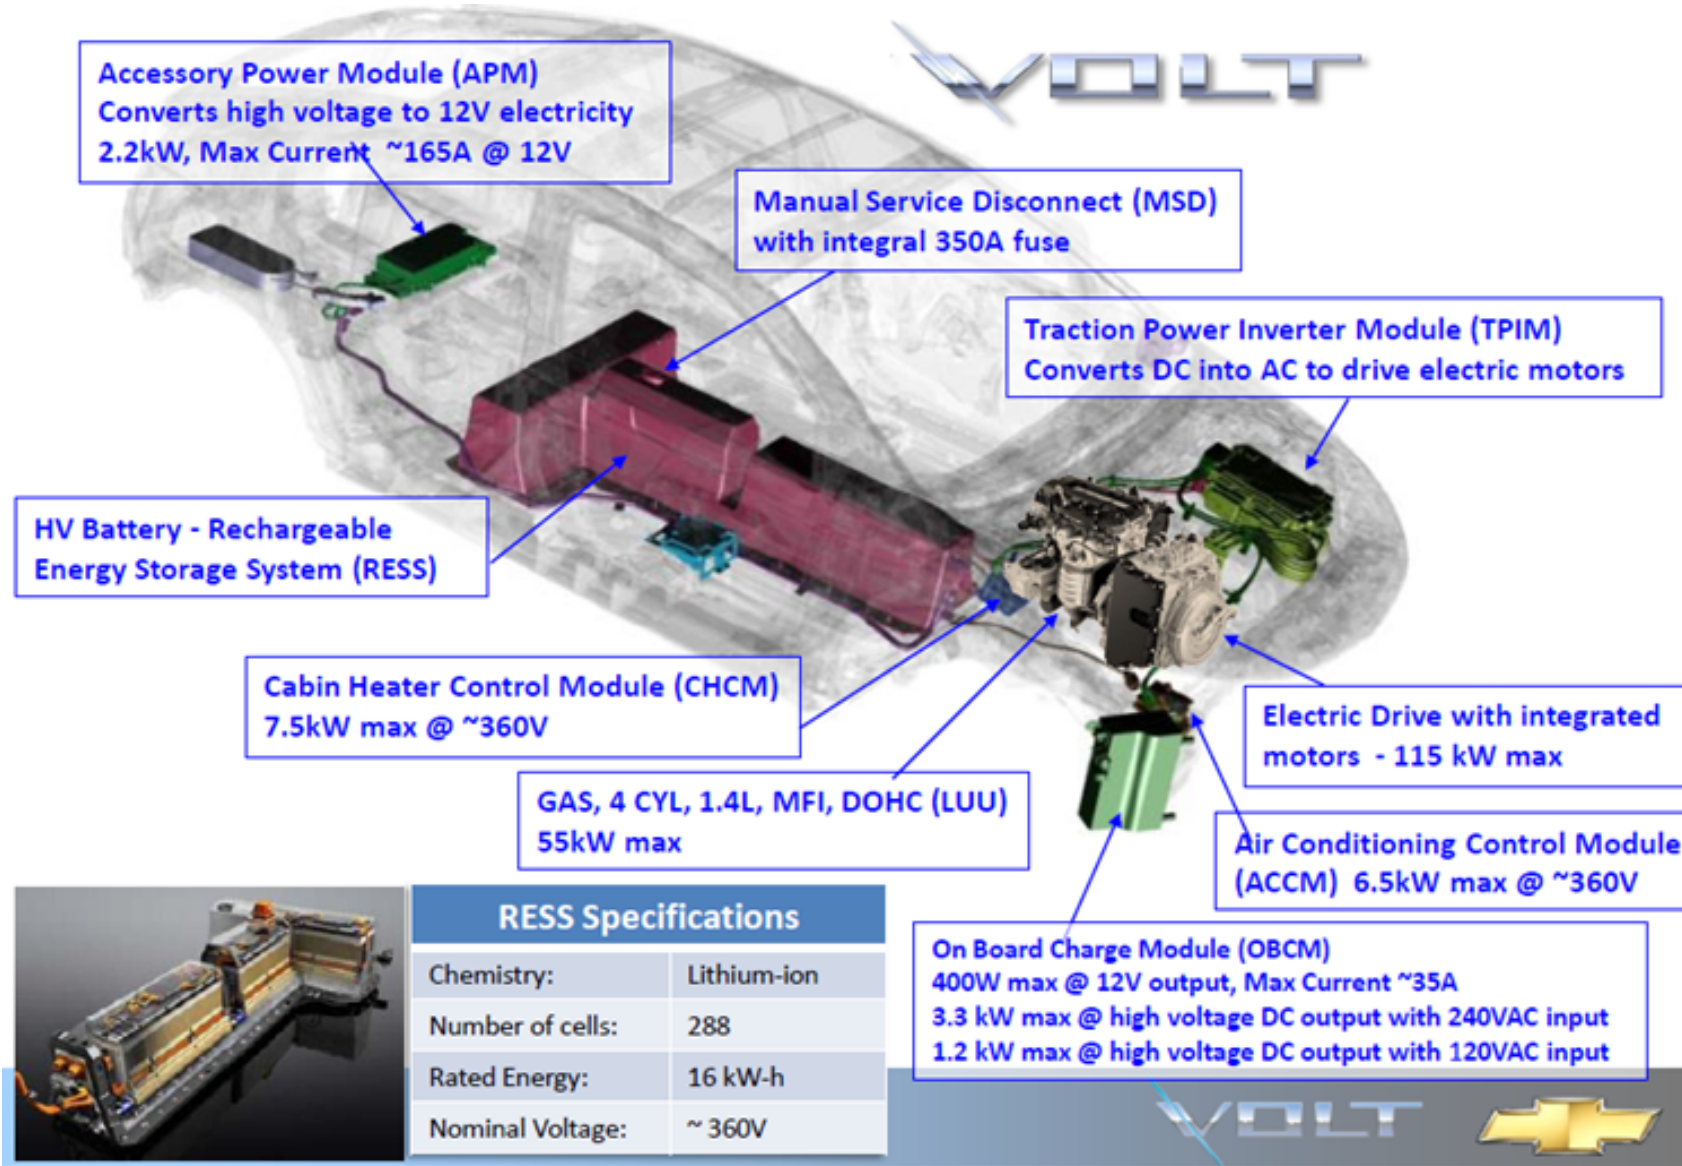 VOLT
Accessory Power Module (APM)
Converts high voltage to 12V electricity
2.2kW, Max Current ~165A @ 12V
Manual Service Disconnect (MSD)
with integral 350A fuse
Traction Power Inverter Module (TPIM)
Converts DC into AC to drive electric motors
HV Battery - Rechargeable
Energy Storage System (RESS)
Cabin Heater Control Module (CHCM)
7.5kW max @ ~360V
Electric Drive with integrated
motors - 115 kW max
GAS, 4 CYL, 1.4L, MFI, DOHC (LUU)
55kW max
Air Conditioning Control Module
(ACCM) 6.5kW max @ ~360V
On Board Charge Module (OBCM)
400W max @ 12V output, Max Current ~35A
3.3 kW max @ high voltage DC output with 240VAC input
1.2 kW max @ high voltage DC output with 120VAC input
RESS Specifications
Chemistry: Lithium-ion
Number of cells: 288
Rated Energy: 16 kW-h
Nominal Voltage: ~ 360V
VOLT